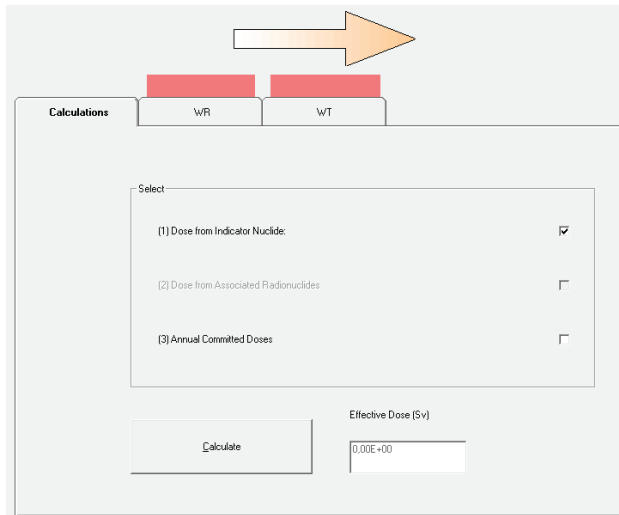 Calculations WR WT
Select
(1) Dose from Indicator Nuclide:
(2) Dose from Associated Radionuclides
(3) Annual Committed Doses
Effective Dose (Sv)
Calculate
0,00E+00